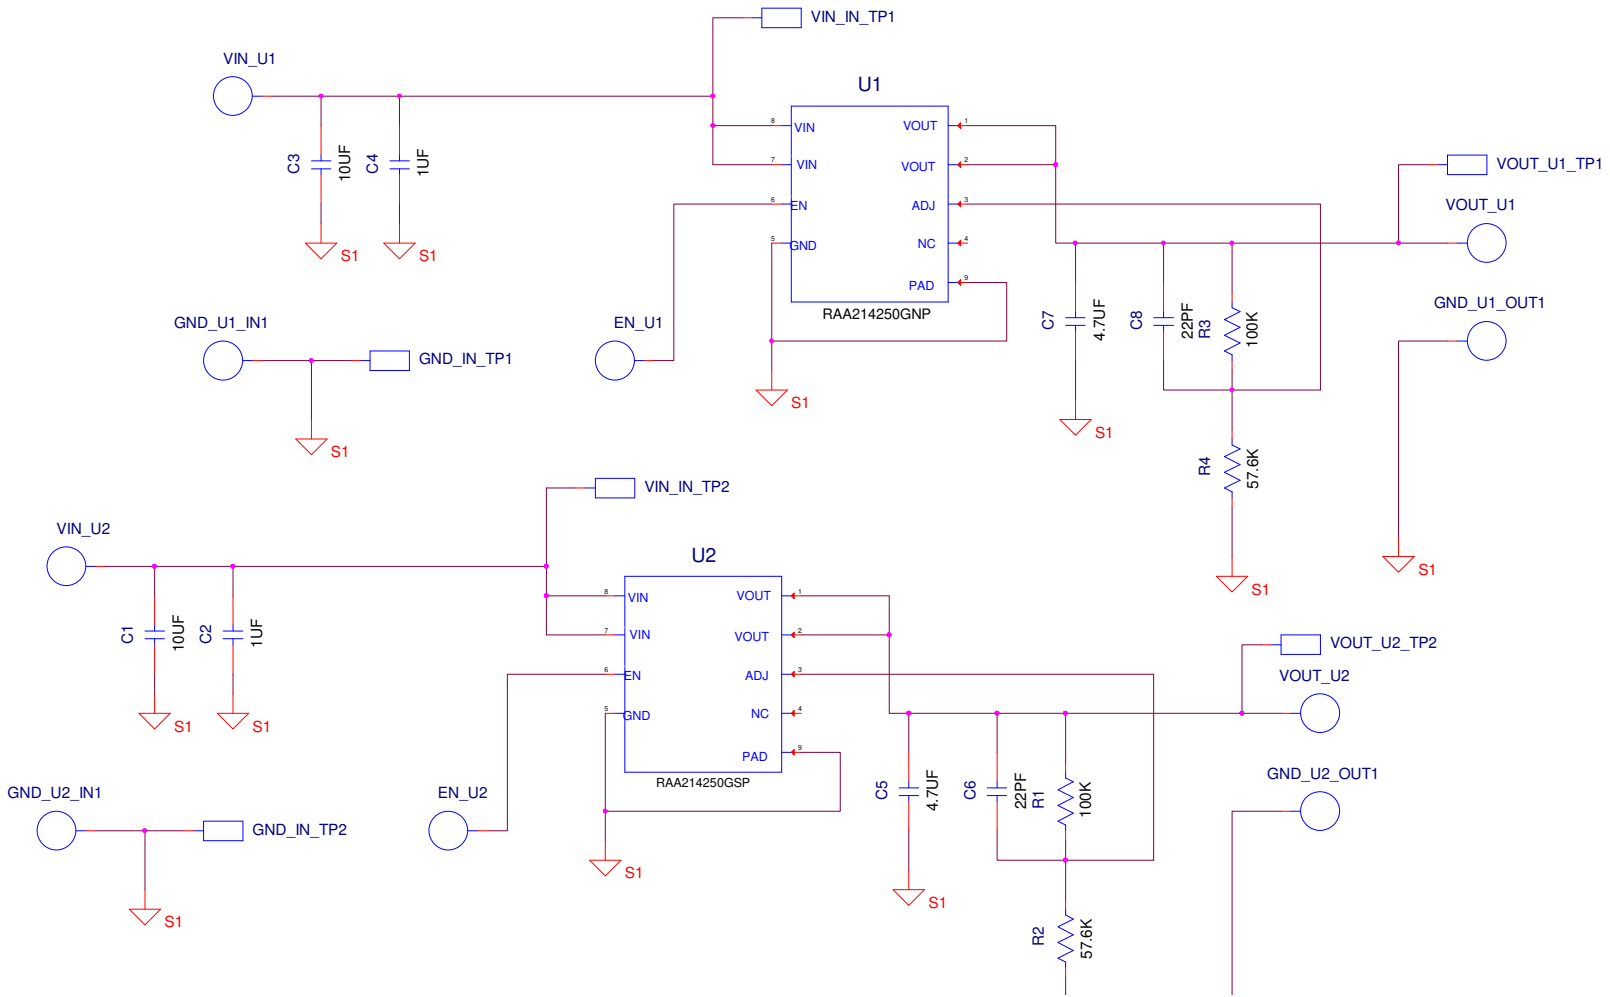 VIN_IN_TP1
VIN_U1
U1
8 VIN VOUT 1
7 VIN VOUT 2
6 EN ADJ 3
5 GND NC 4
PAD 9
RAA214250GNP
C3 10UF
C4 1UF
S1
S1
VOUT_U1_TP1
VOUT_U1
GND_U1_OUT1
GND_U1_IN1
GND_IN_TP1
EN_U1
C7 4.7UF
C8 22PF
R3 100K
S1
S1
S1
R4 57.6K
S1
S1
VIN_IN_TP2
VIN_U2
U2
8 VIN VOUT 1
7 VIN VOUT 2
6 EN ADJ 3
5 GND NC 4
PAD 9
RAA214250GSP
C1 10UF
C2 1UF
S1
S1
VOUT_U2_TP2
VOUT_U2
GND_U2_OUT1
GND_U2_IN1
GND_IN_TP2
EN_U2
C5 4.7UF
C6 22PF
R1 100K
S1
S1
S1
R2 57.6K